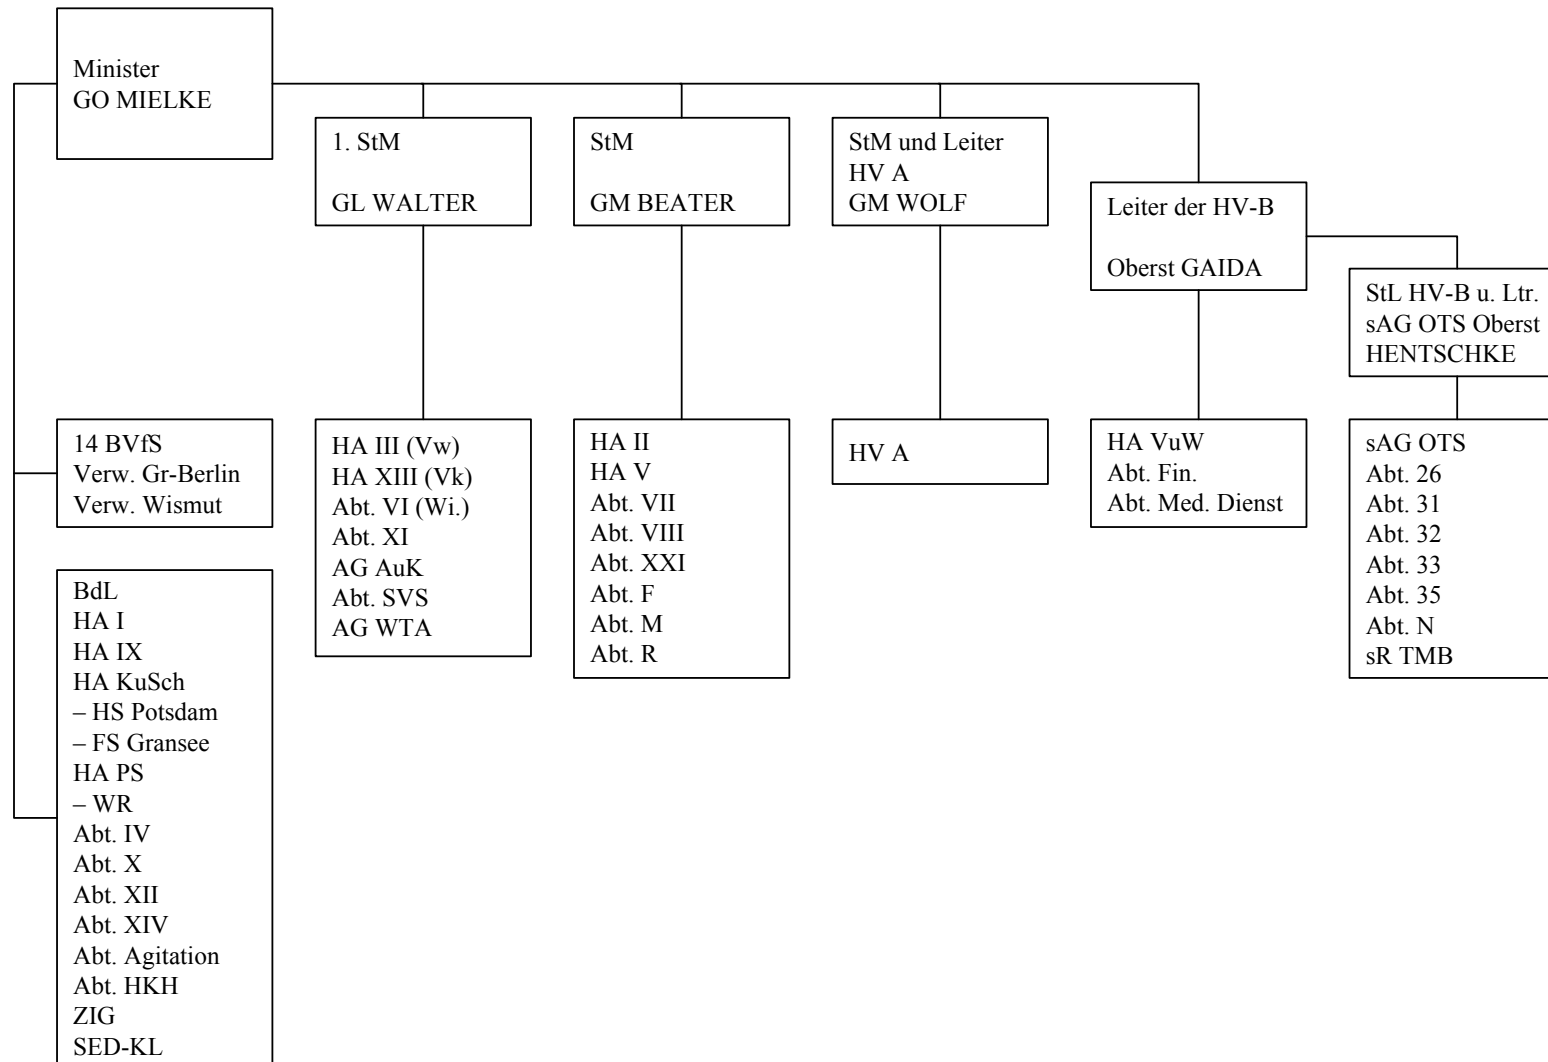 Minister
GO MIELKE
1. StM
GL WALTER
StM
GM BEATER
StM und Leiter
HV A
GM WOLF
Leiter der HV-B
Oberst GAIDA
StL HV-B u. Ltr.
sAG OTS Oberst
HENTSCHKE
14 BVfS
Verw. Gr-Berlin
Verw. Wismut
BdL
HA I
HA IX
HA KuSch
– HS Potsdam
– FS Gransee
HA PS
– WR
Abt. IV
Abt. X
Abt. XII
Abt. XIV
Abt. Agitation
Abt. HKH
ZIG
SED-KL
HA III (Vw)
HA XIII (Vk)
Abt. VI (Wi.)
Abt. XI
AG AuK
Abt. SVS
AG WTA
HA II
HA V
Abt. VII
Abt. VIII
Abt. XXI
Abt. F
Abt. M
Abt. R
HV A
HA VuW
Abt. Fin.
Abt. Med. Dienst
sAG OTS
Abt. 26
Abt. 31
Abt. 32
Abt. 33
Abt. 35
Abt. N
sR TMB